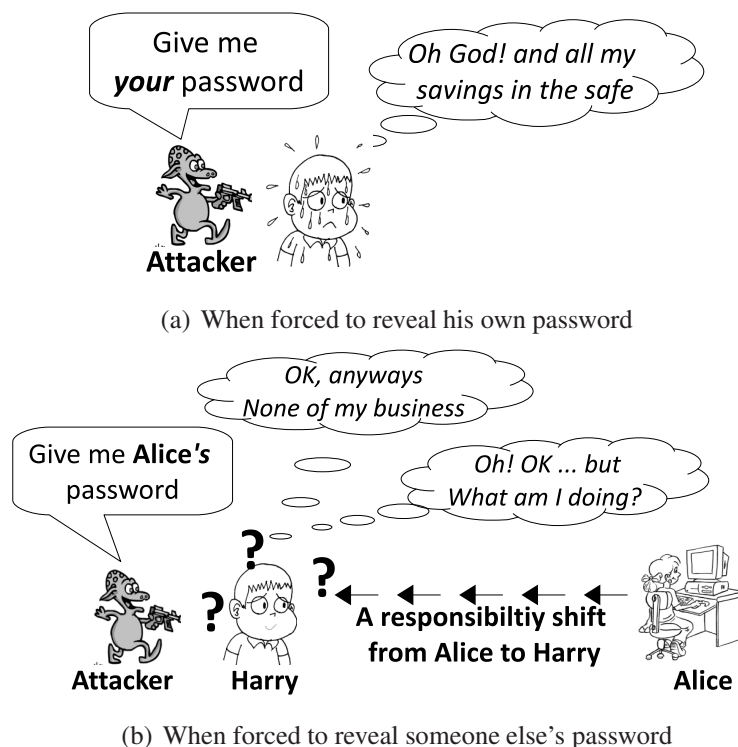 Give me
your password
Oh God! and all my
savings in the safe
Attacker
(a) When forced to reveal his own password
OK, anyways
None of my business
Give me Alice's
password
Oh! OK ... but
What am I doing?
?
?
?
A responsibiltiy shift
from Alice to Harry
Attacker
Harry
Alice
(b) When forced to reveal someone else's password